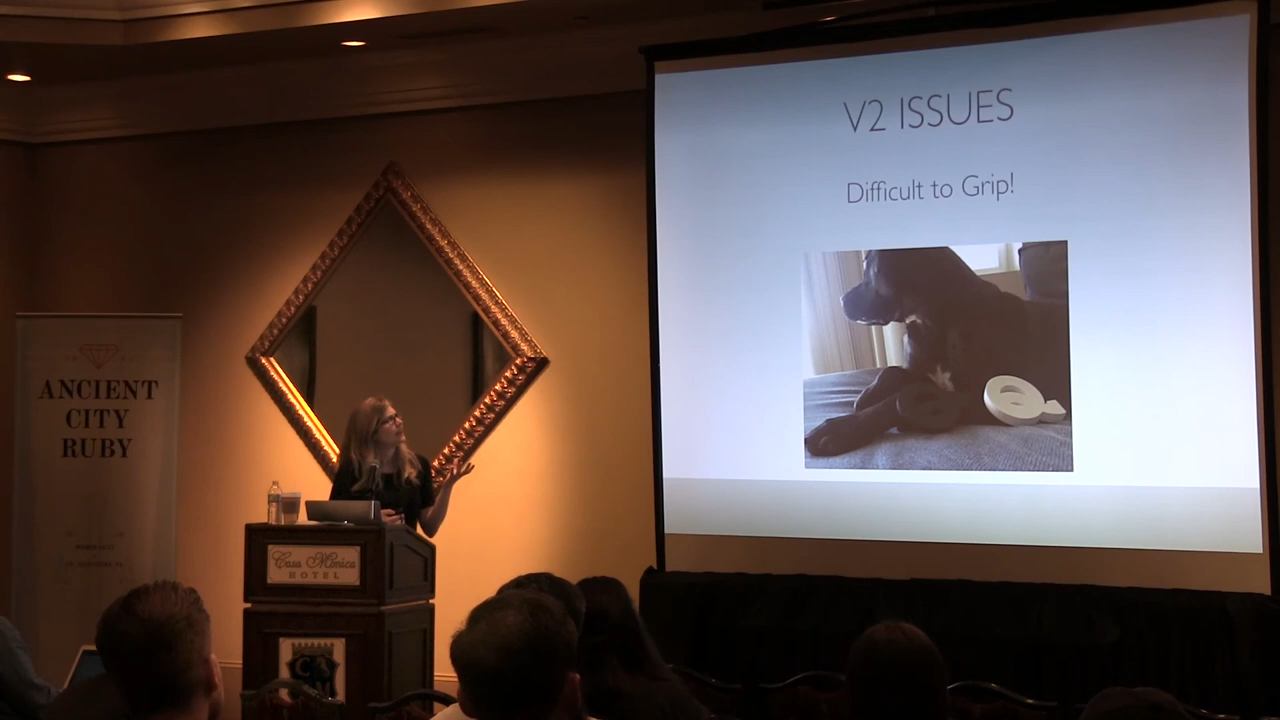 V2 ISSUES
Difficult to Grip!
ANCIENT
CITY
RUBY
Casa Monica
HOTEL